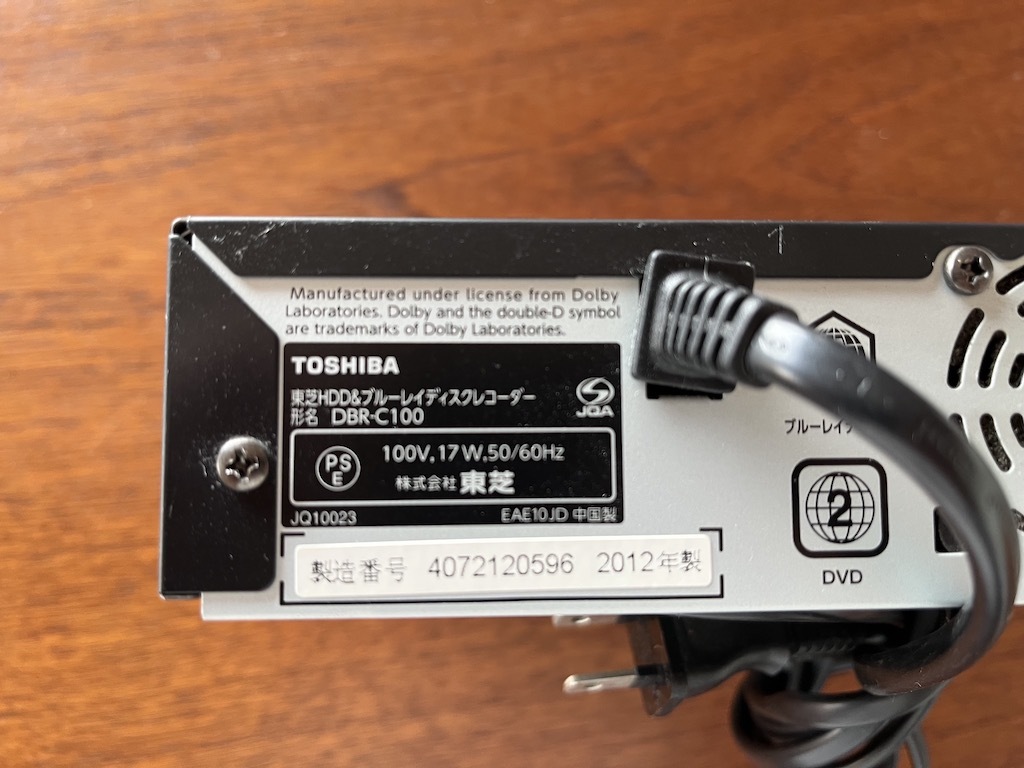 Manufactured under license from Dolby
Laboratories. Dolby and the double-D symbol
are trademarks of Dolby Laboratories.
TOSHIBA
東芝HDD&ブルーレイディスクレコーダー
形名 DBR-C100
JQA
PS
E
100V, 17W, 50/60Hz
株式会社 東芝
JQ10023
EAE10JD 中国製
製造番号 4072120596 2012年製
ブルーレイデ
2
DVD